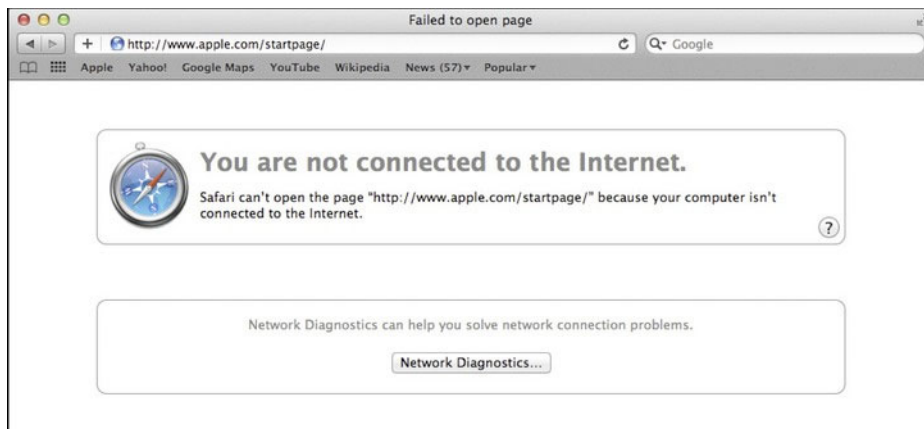 Failed to open page
+ http://www.apple.com/startpage/ Google
Apple Yahoo! Google Maps YouTube Wikipedia News (57) Popular
You are not connected to the Internet.
Safari can't open the page “http://www.apple.com/startpage/” because your computer isn't
connected to the Internet.
?
Network Diagnostics can help you solve network connection problems.
Network Diagnostics...